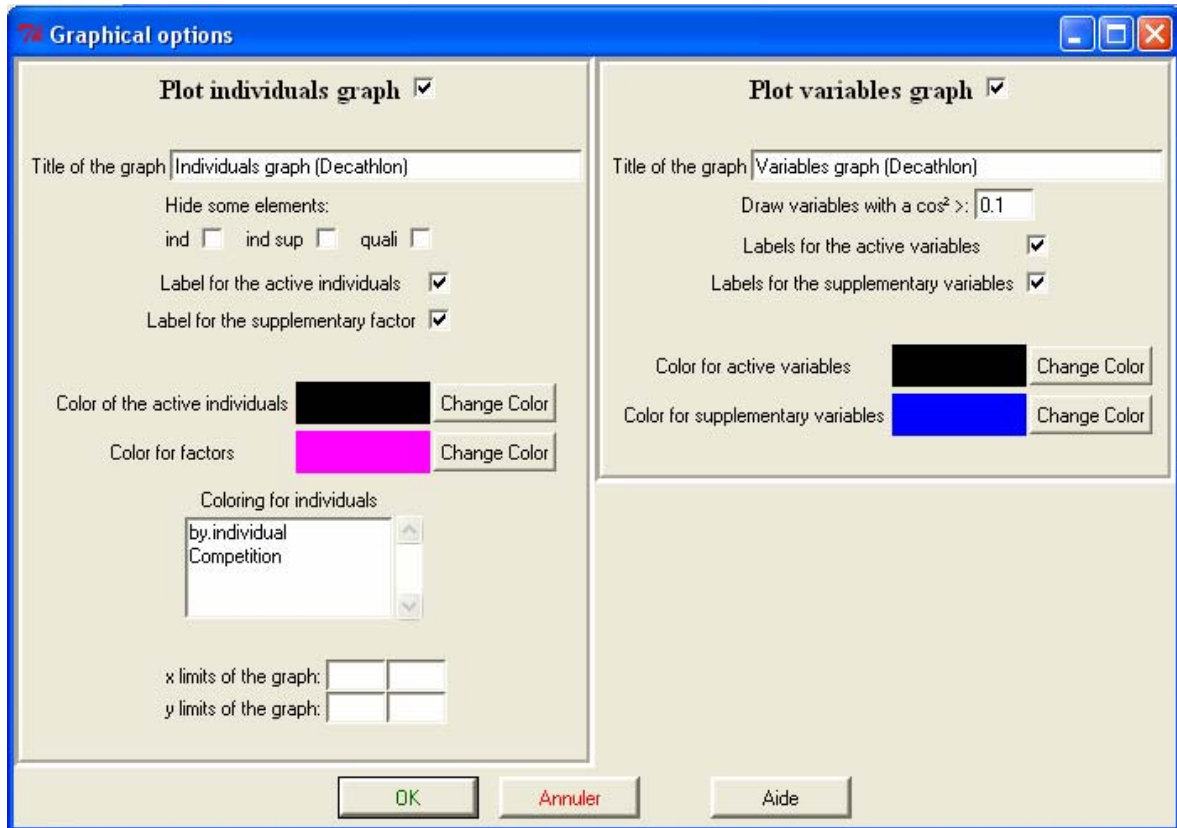 Graphical options
Plot individuals graph
Title of the graph Individuals graph (Decathlon)
Hide some elements:
ind ind sup quali
Label for the active individuals
Label for the supplementary factor
Color of the active individuals Change Color
Color for factors Change Color
Coloring for individuals
by.individual
Competition
x limits of the graph:
y limits of the graph:
Plot variables graph
Title of the graph Variables graph (Decathlon)
Draw variables with a cos² >: 0.1
Labels for the active variables
Labels for the supplementary variables
Color for active variables Change Color
Color for supplementary variables Change Color
OK Annuler Aide